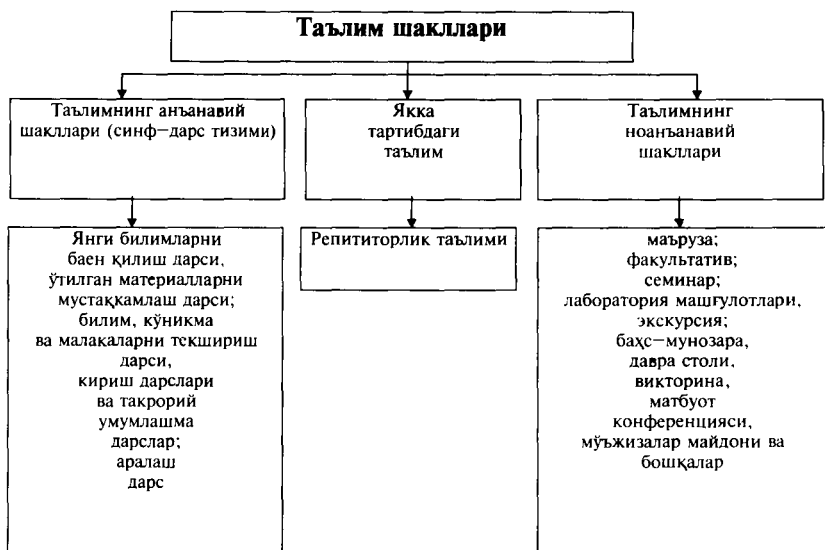 Таълим шакллари
Таълимнинг анъанавий
шакллари (синф–дарс тизими)
Якка
тартибдаги
таълим
Таълимнинг
ноанъанавий
шакллари
Янги билимларни
баен қилиш дарси,
ўтилган материалларни
мустақкамлаш дарси;
билим, кўникма
ва малакаларни текшириш
дарси,
кириш дарслари
ва такрорий
умумлашма
дарслар;
аралаш
дарс
Репититорлик таълими
маъруза;
факультатив;
семинар;
лаборатория машғулотлари,
экскурсия;
баҳс–мунозара,
давра столи,
викторина,
матбуот
конференцияси,
мўъжизалар майдони ва
бошқалар